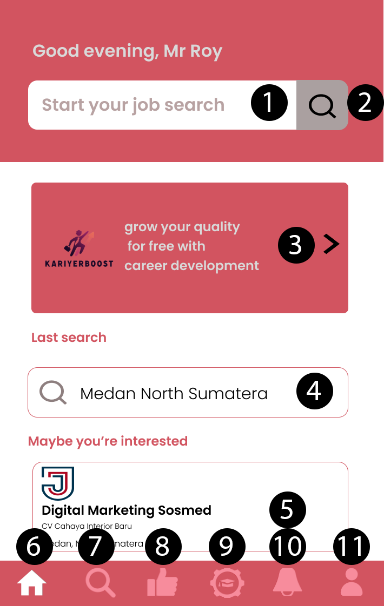 Good evening, Mr Roy
Start your job search
1
2
grow your quality
for free with
career development
KARIYERBOOST
3
Last search
Medan North Sumatera
4
Maybe you're interested
Digital Marketing Sosmed
5
CV Cahaya Interior Baru
6
7
8
9
10
11